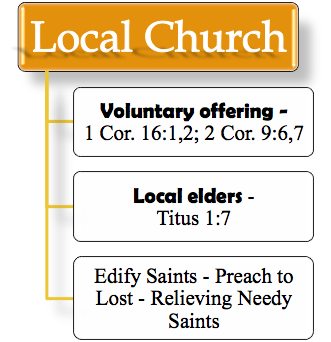 Local Church
Voluntary offering -
1 Cor. 16:1,2; 2 Cor. 9:6,7
Local elders -
Titus 1:7
Edify Saints - Preach to
Lost - Relieving Needy
Saints